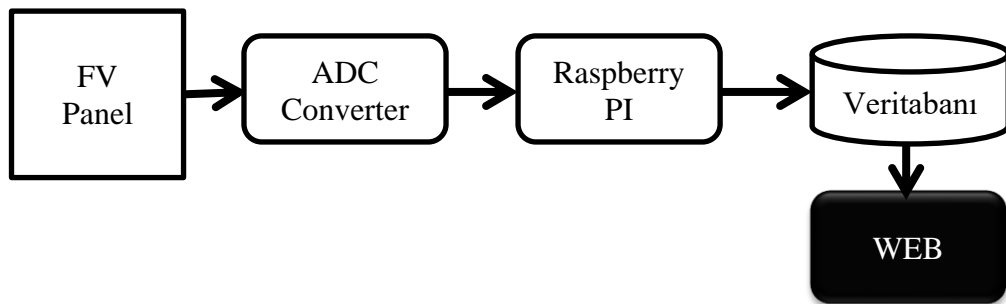 FV
Panel
ADC
Converter
Raspberry
PI
Veritabanı
WEB